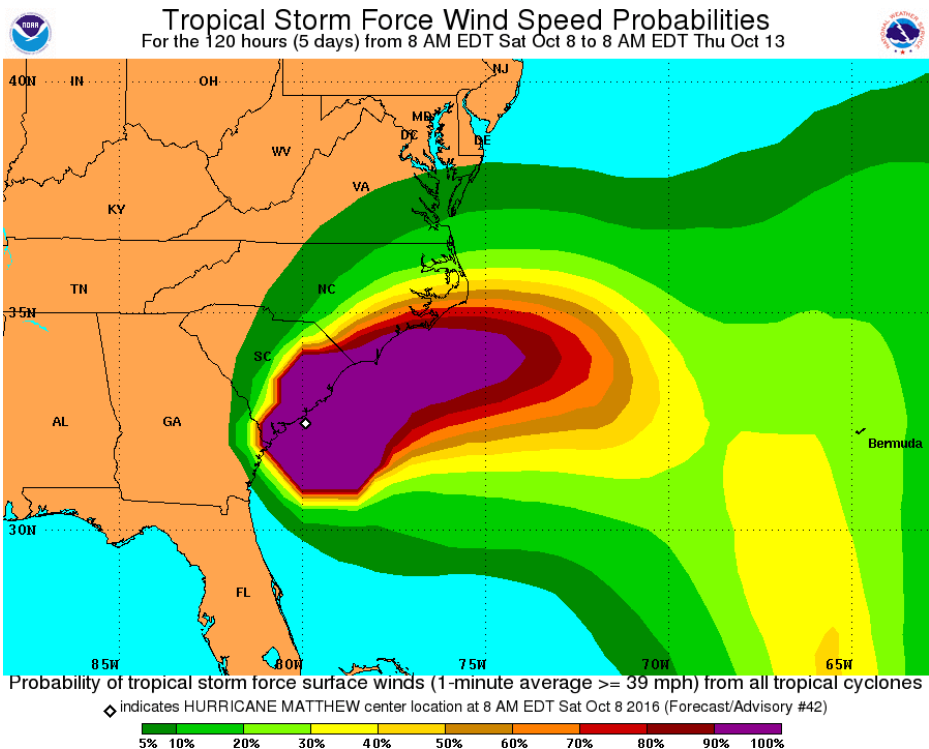 Tropical Storm Force Wind Speed Probabilities
For the 120 hours (5 days) from 8 AM EDT Sat Oct 8 to 8 AM EDT Thu Oct 13
NOAA
NJ
40N IN OH
MD
DC DE
WV
VA
KY
TN NC
35N
SC
AL GA
Bermuda
30N
FL
85W 80W 75W 70W 65W
Probability of tropical storm force surface winds (1-minute average >= 39 mph) from all tropical cyclones
indicates HURRICANE MATTHEW center location at 8 AM EDT Sat Oct 8 2016 (Forecast/Advisory #42)
5% 10% 20% 30% 40% 50% 60% 70% 80% 90% 100%